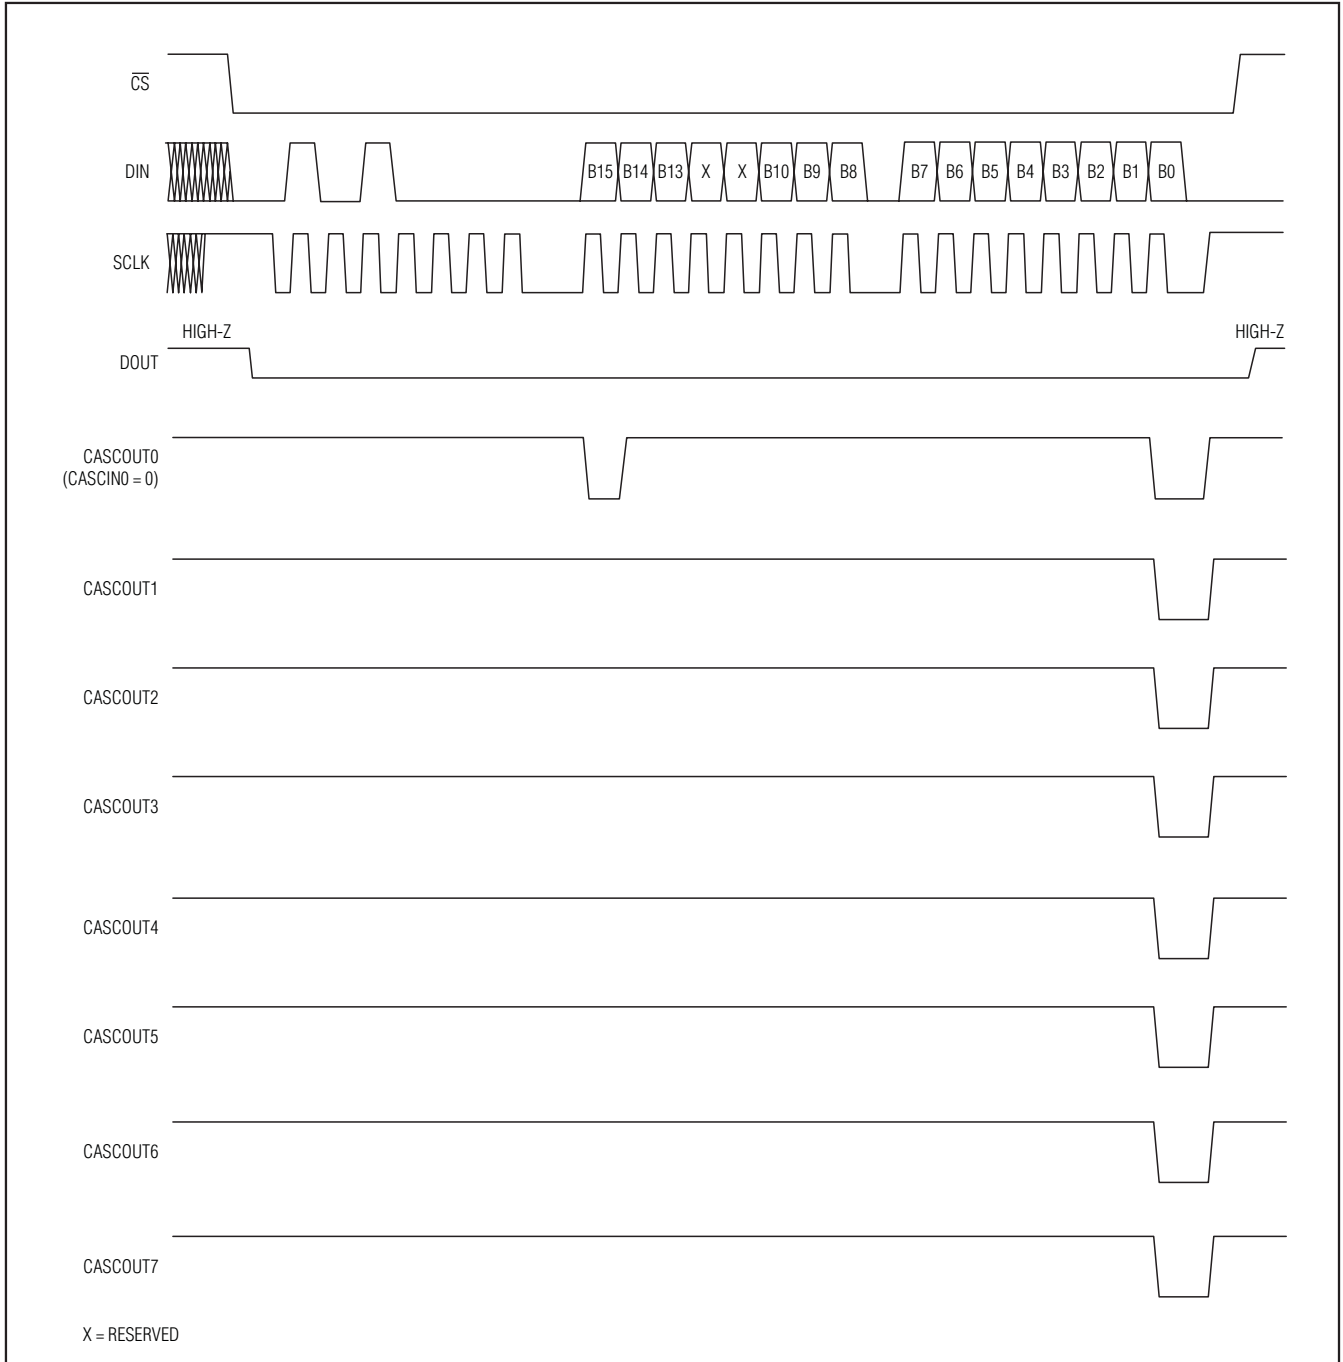 C̅S̅
DIN
B15 B14 B13 X X B10 B9 B8 B7 B6 B5 B4 B3 B2 B1 B0
SCLK
HIGH-Z HIGH-Z
DOUT
CASCOUT0
(CASCIN0 = 0)
CASCOUT1
CASCOUT2
CASCOUT3
CASCOUT4
CASCOUT5
CASCOUT6
CASCOUT7
X = RESERVED